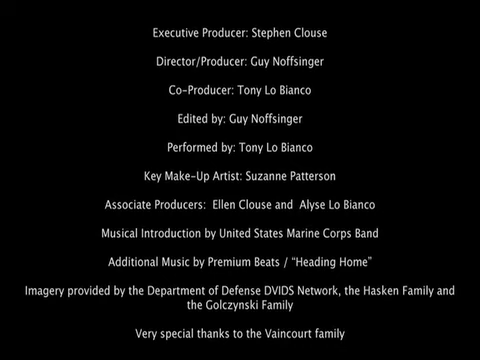 Executive Producer: Stephen Clouse
Director/Producer: Guy Noffsinger
Co-Producer: Tony Lo Bianco
Edited by: Guy Noffsinger
Performed by: Tony Lo Bianco
Key Make-Up Artist: Suzanne Patterson
Associate Producers:  Ellen Clouse and  Alyse Lo Bianco
Musical Introduction by United States Marine Corps Band
Additional Music by Premium Beats / “Heading Home”
Imagery provided by the Department of Defense DVIDS Network, the Hasken Family and
the Golczynski Family
Very special thanks to the Vaincourt family